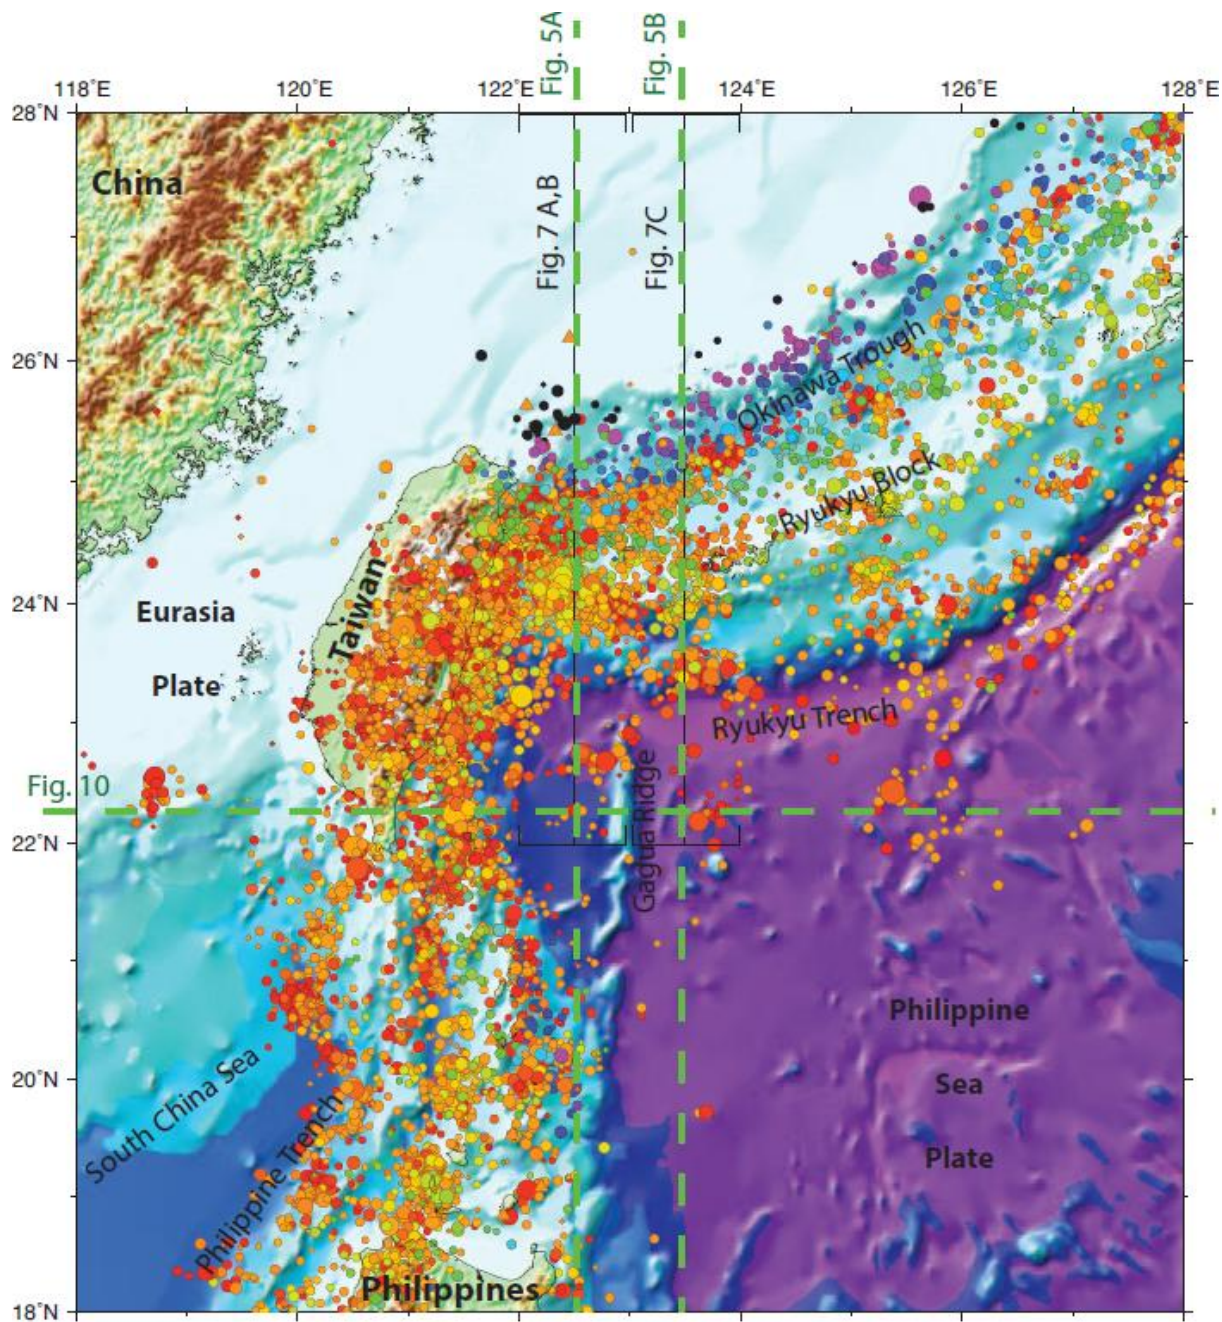 Fig. 5A
Fig. 5B
118˚E
120˚E
122˚E
124˚E
126˚E
128˚E
28˚N
China
Fig. 7 A,B
Fig. 7C
26˚N
Okinawa Trough
Ryukyu Block
24˚N
Eurasia
Plate
Taiwan
Ryukyu Trench
Fig. 10
22˚N
Gagua Ridge
Philippine
Sea
Plate
20˚N
South China Sea
Philippine Trench
Philippines
18˚N